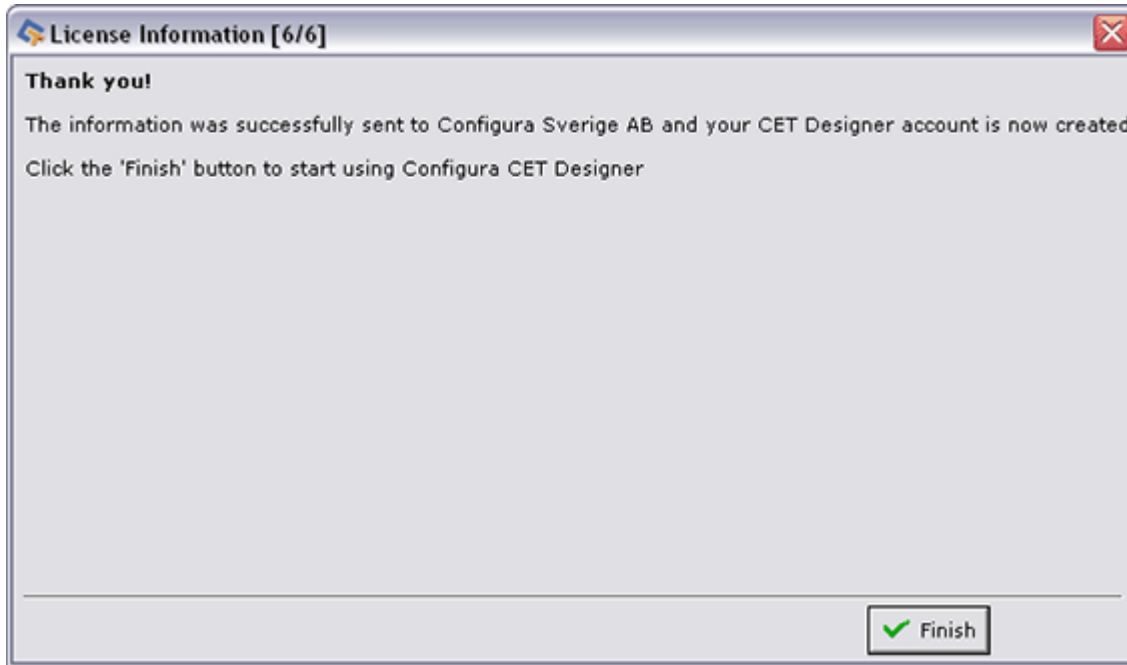 License Information [6/6]
Thank you!
The information was successfully sent to Configura Sverige AB and your CET Designer account is now created
Click the 'Finish' button to start using Configura CET Designer
Finish